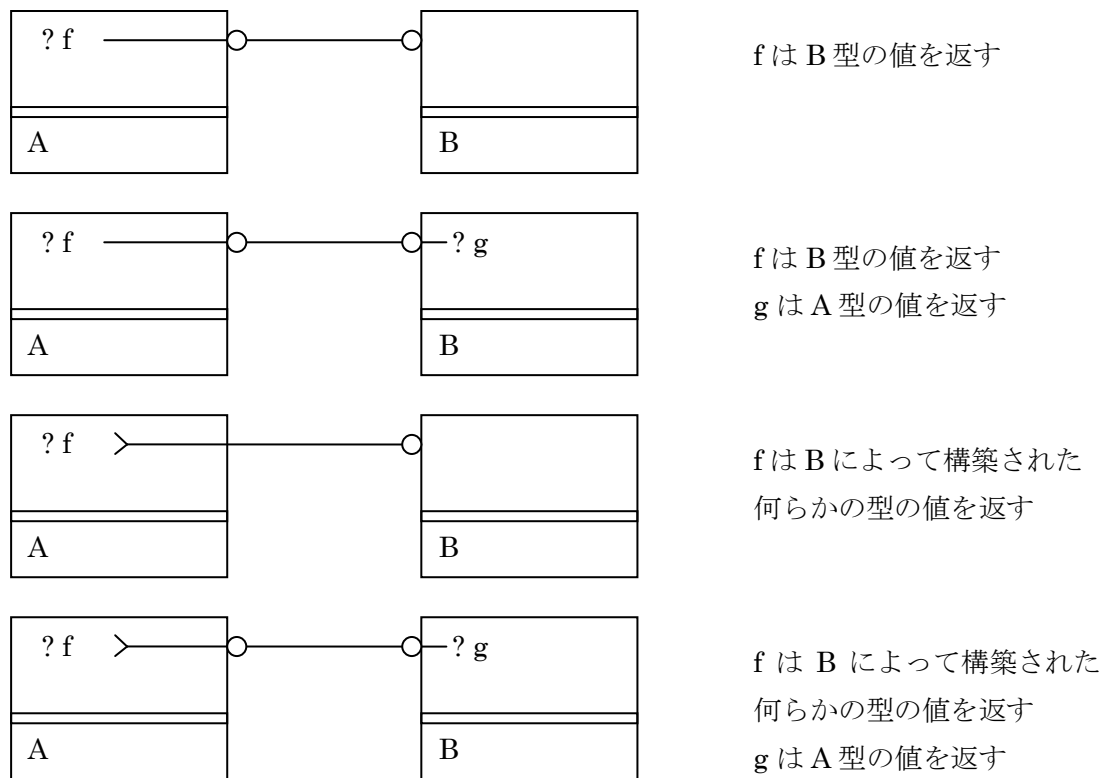 ? f
f は B 型の値を返す
A
B
? f
? g
f は B 型の値を返す
g は A 型の値を返す
A
B
? f
f は B によって構築された
何らかの型の値を返す
A
B
? f
? g
f は B によって構築された
何らかの型の値を返す
A
B
g は A 型の値を返す